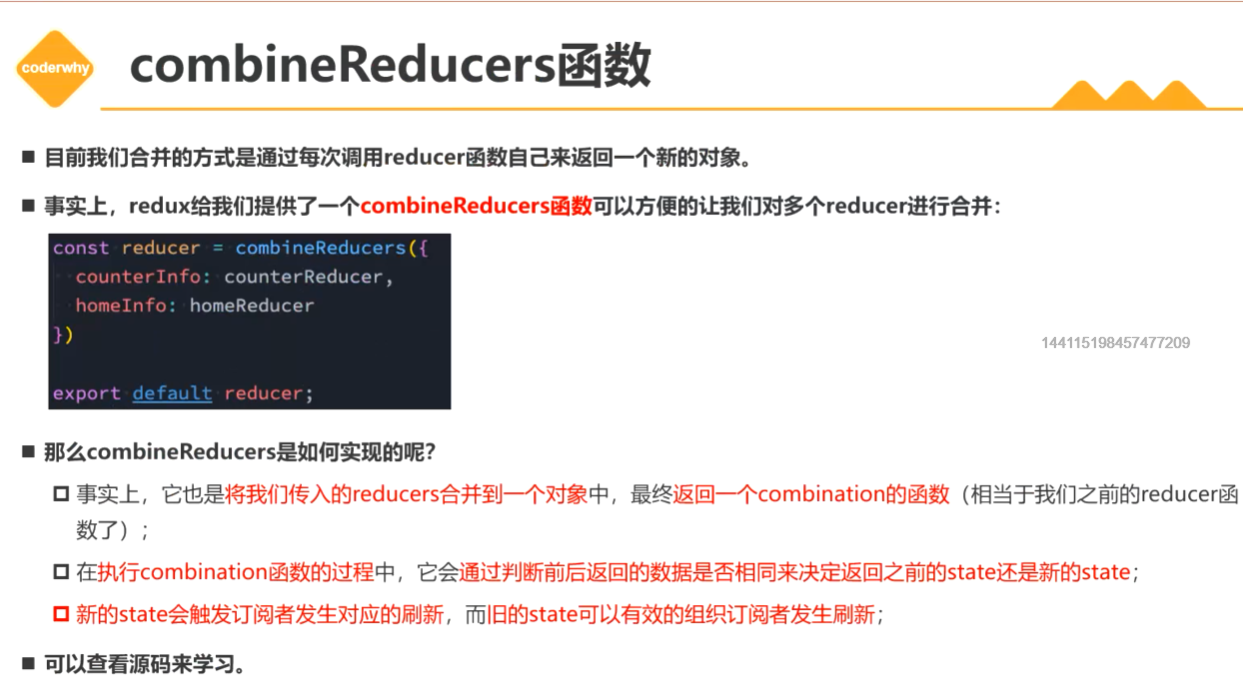 coderwhy
combineReducers函数
目前我们合并的方式是通过每次调用reducer函数自己来返回一个新的对象。
事实上，redux给我们提供了一个combineReducers函数可以方便的让我们对多个reducer进行合并：
const reducer = combineReducers({
  counterInfo: counterReducer,
  homeInfo: homeReducer
})
export default reducer;
144115198457477209
那么combineReducers是如何实现的呢？
事实上，它也是将我们传入的reducers合并到一个对象中，最终返回一个combination的函数（相当于我们之前的reducer函
数了）；
在执行combination函数的过程中，它会通过判断前后返回的数据是否相同来决定返回之前的state还是新的state；
新的state会触发订阅者发生对应的刷新，而旧的state可以有效的组织订阅者发生刷新；
可以查看源码来学习。